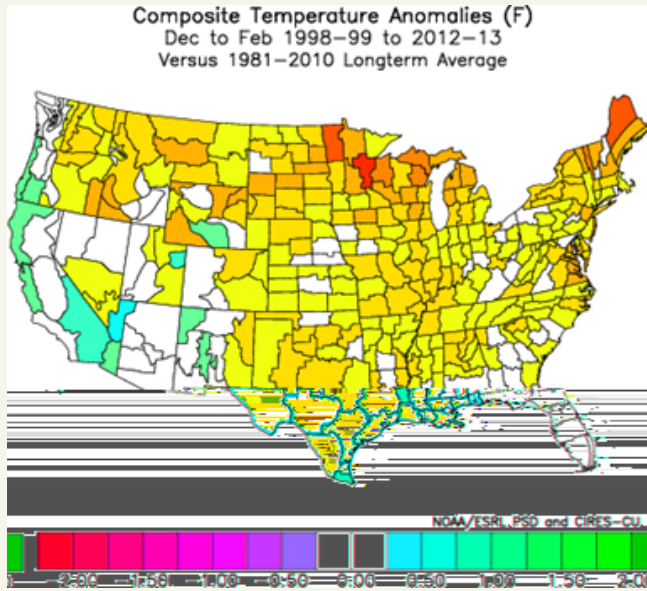 Composite Temperature Anomalies (F)
Dec to Feb 1998-99 to 2012-13
Versus 1981-2010 Longterm Average
NOAA/ESRL PSD and CIRES-CU
-2.00 -1.50 -1.00 -0.50 0.00 0.50 1.00 1.50 2.0